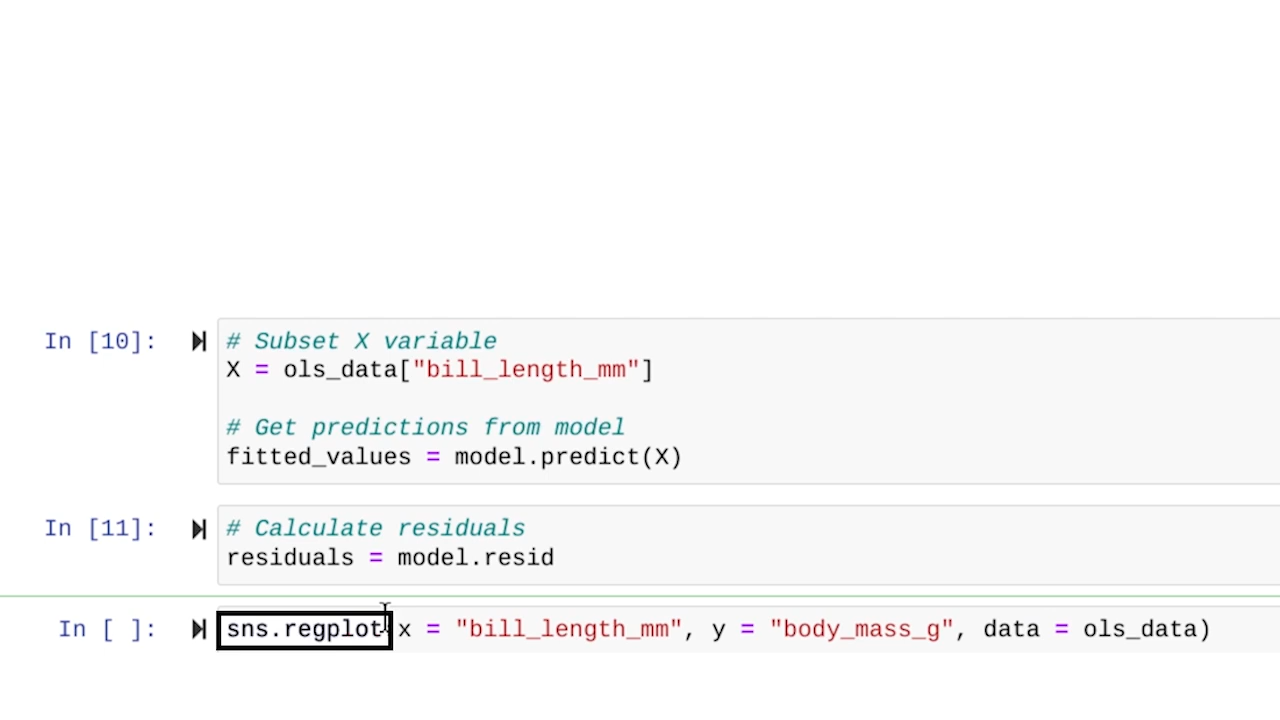 In [10]:
# Subset X variable
X = ols_data["bill_length_mm"]
# Get predictions from model
fitted_values = model.predict(X)
In [11]:
# Calculate residuals
residuals = model.resid
In [ ]:
sns.regplot x = "bill_length_mm", y = "body_mass_g", data = ols_data)